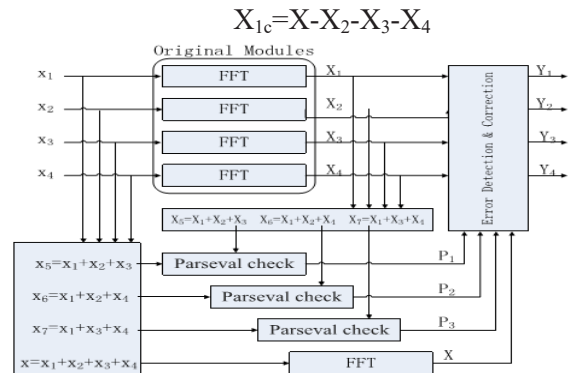 X₁c=X-X₂-X₃-X₄
Original Modules
x₁ FFT X₁ Y₁
x₂ FFT X₂ Y₂
x₃ FFT X₃ Y₃
x₄ FFT X₄ Y₄
Error Detection & Correction
X₅=X₁+X₂+X₃ X₆=X₁+X₂+X₄ X₇=X₁+X₃+X₄
x₅=x₁+x₂+x₃ Parseval check P₁
x₆=x₁+x₂+x₄ Parseval check P₂
x₇=x₁+x₃+x₄ Parseval check P₃
x=x₁+x₂+x₃+x₄ FFT X